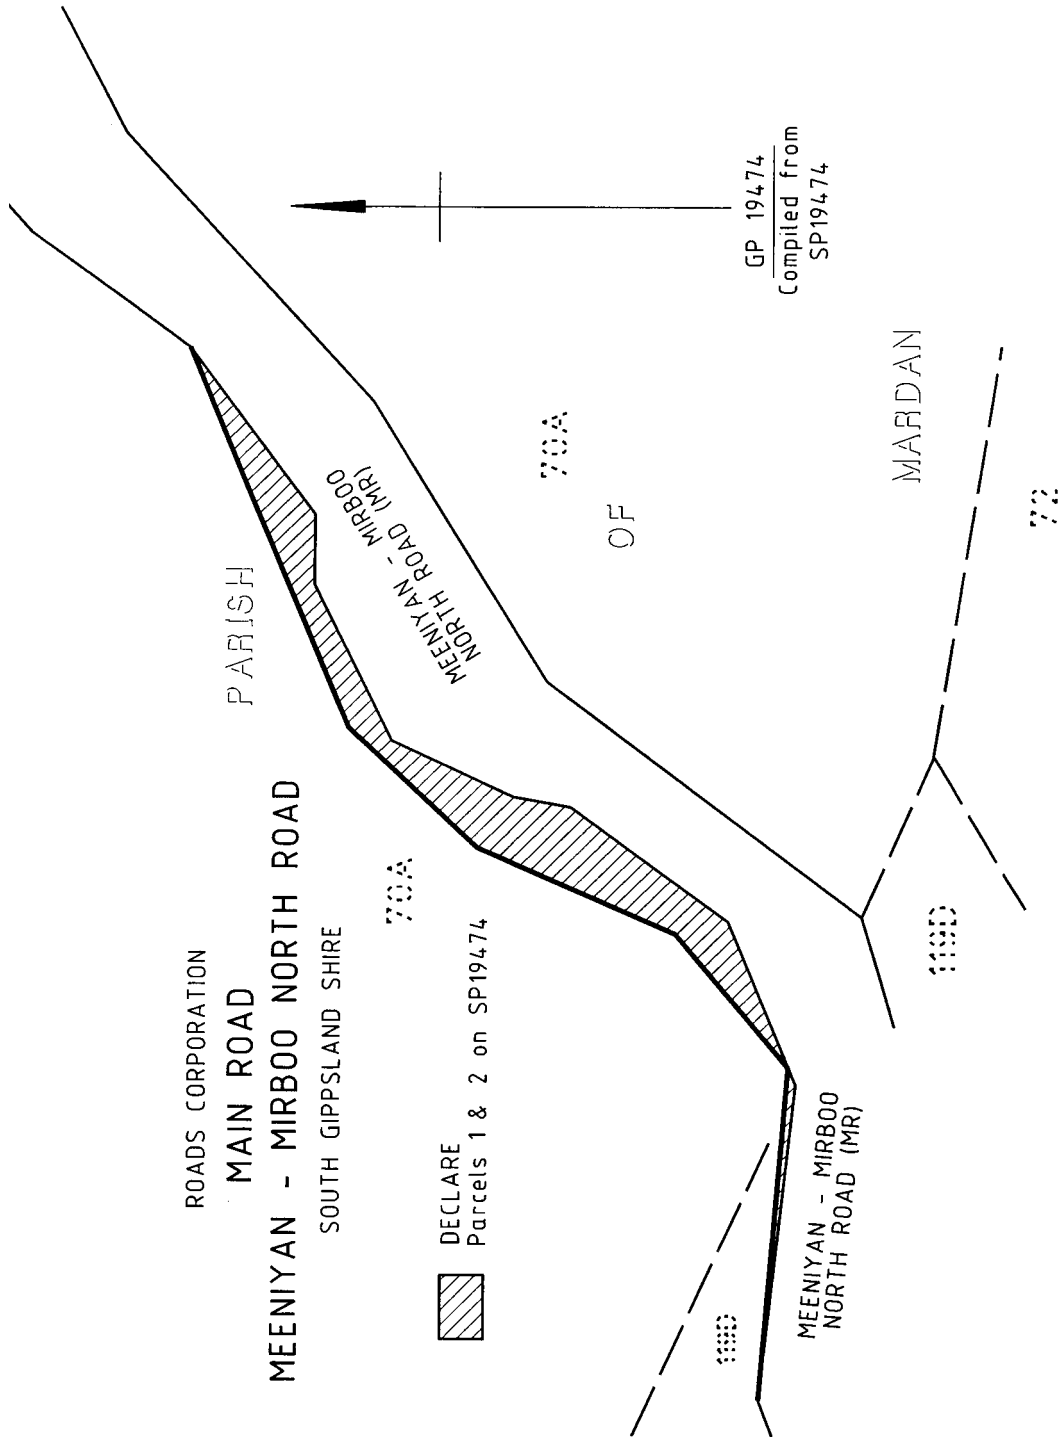 ROADS CORPORATION
MAIN ROAD
MEENIYAN - MIRBOO NORTH ROAD
SOUTH GIPPSLAND SHIRE
DECLARE
Parcels 1 & 2 on SP19474
119D
MEENIYAN - MIRBOO
NORTH ROAD (MR)
70A
PARISH
MEENIYAN - MIRBOO
NORTH ROAD (MR)
119D
OF
70A
MARDAN
72
GP 19474
Compiled from
SP19474